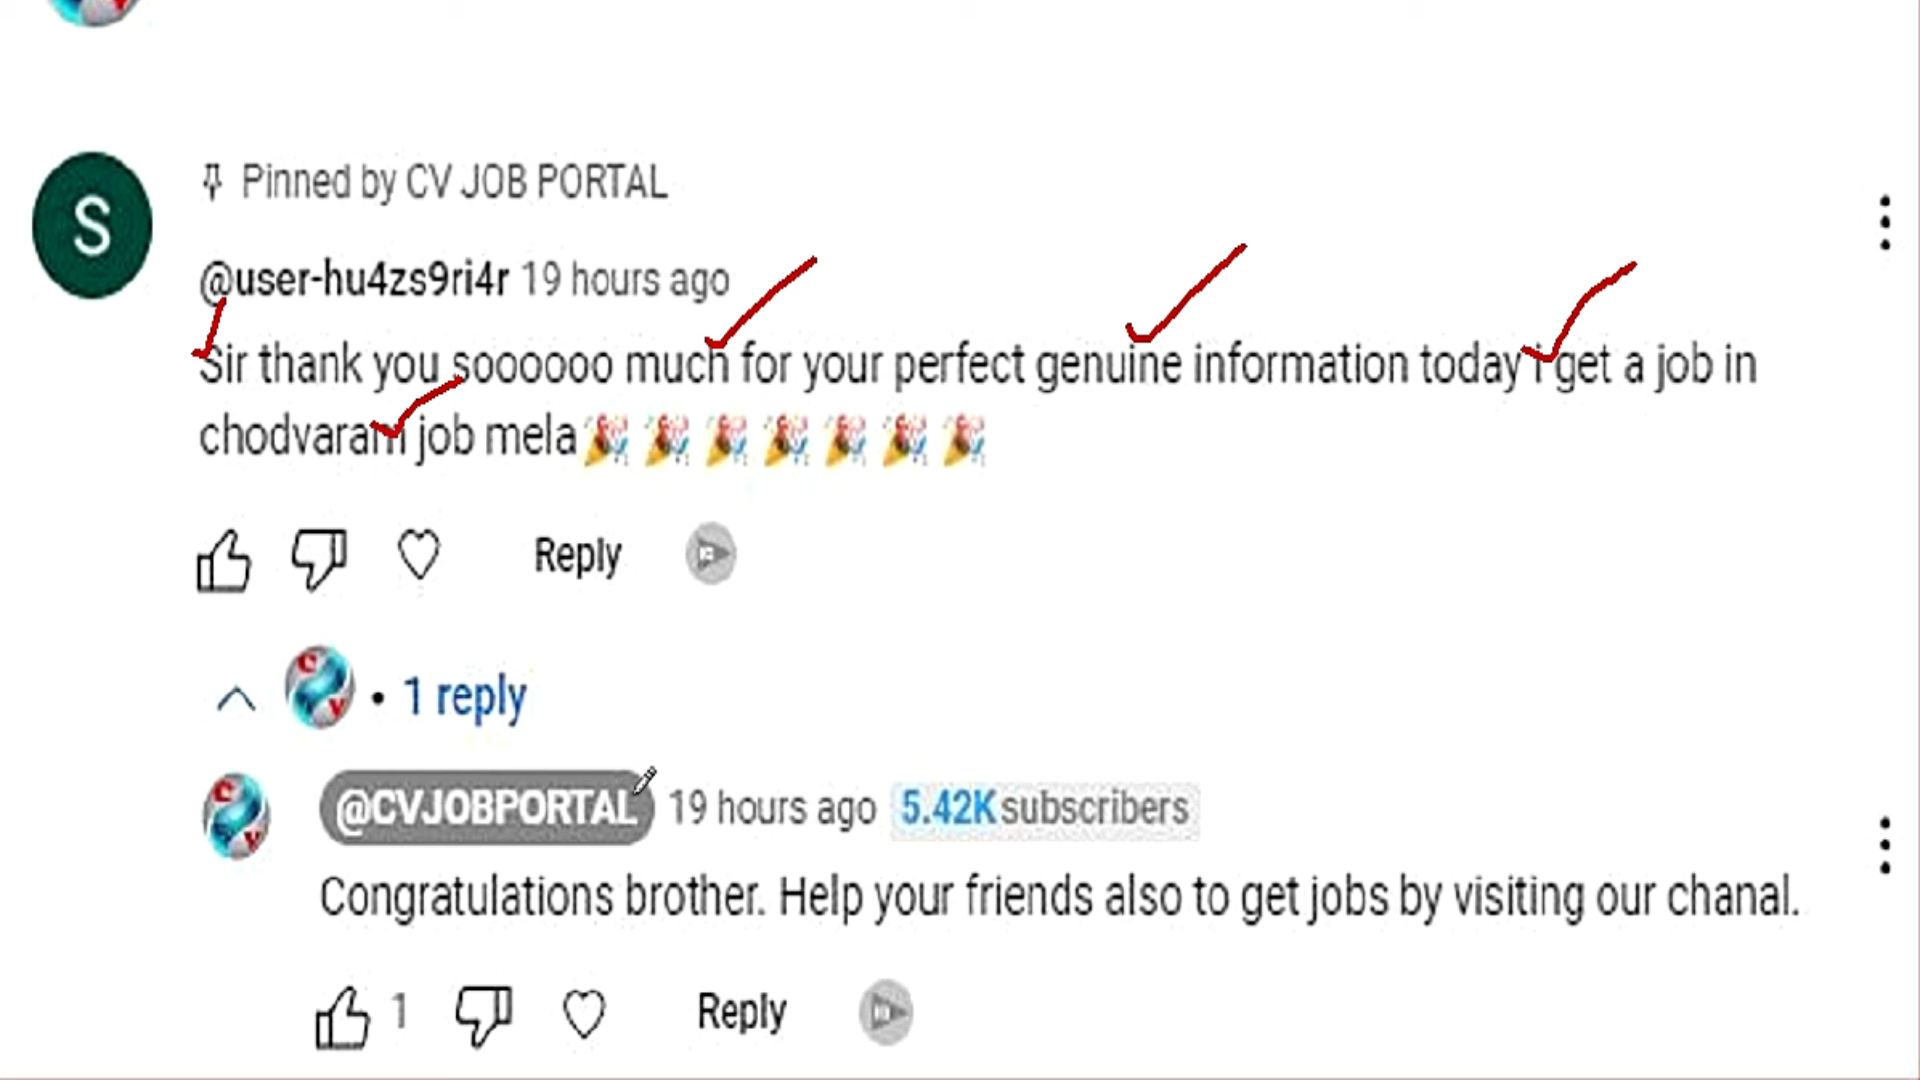 S
Pinned by CV JOB PORTAL
@user-hu4zs9ri4r 19 hours ago
Sir thank you soooooo much for your perfect genuine information today i get a job in
chodvaram job mela🎉 🎉 🎉 🎉 🎉 🎉 🎉
Reply
C V • 1 reply
C V @CVJOBPORTAL 19 hours ago 5.42K subscribers
Congratulations brother. Help your friends also to get jobs by visiting our chanal.
1 Reply